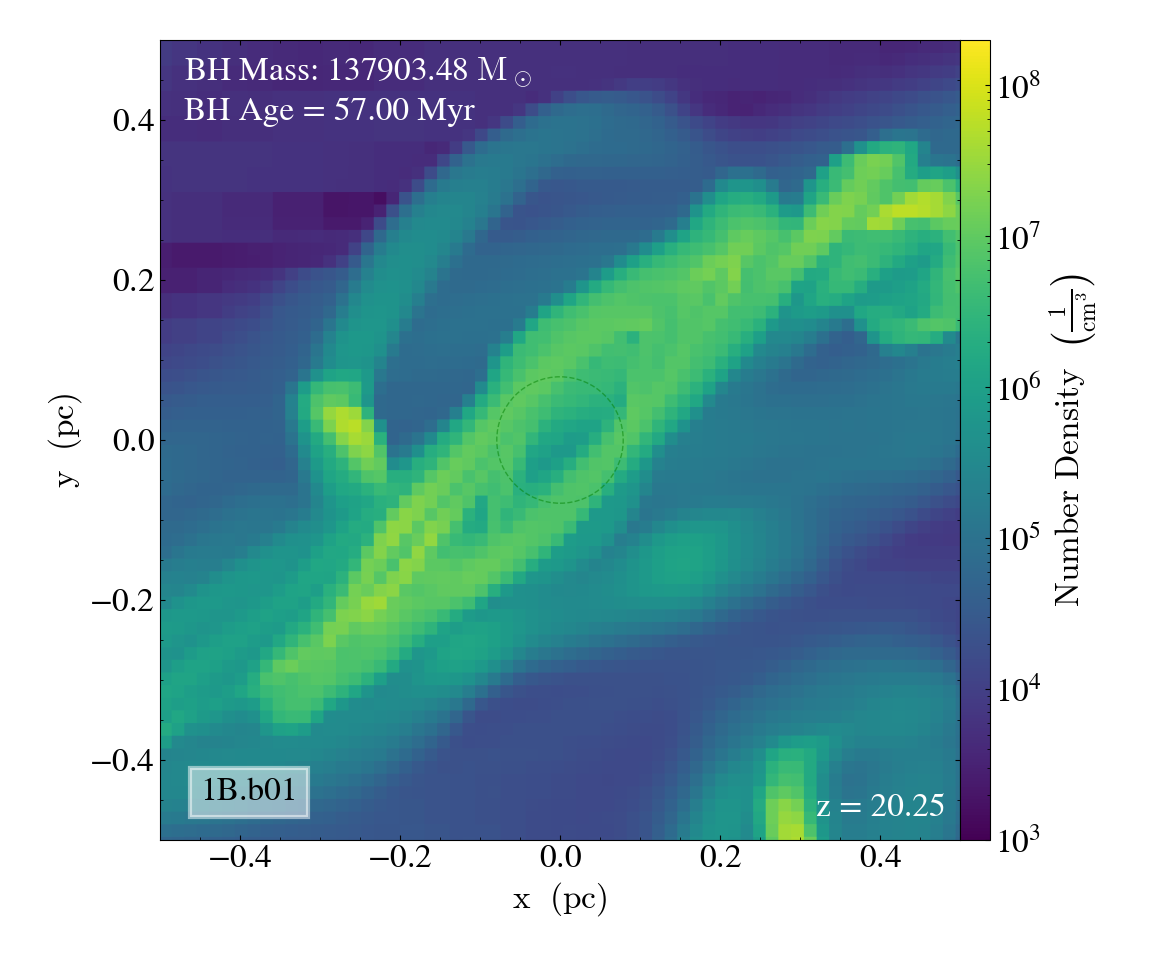 BH Mass: 137903.48 M⊙
BH Age = 57.00 Myr
0.4
0.2
0.0
−0.2
−0.4
y (pc)
1B.b01
z = 20.25
−0.4 −0.2 0.0 0.2 0.4
x (pc)
10⁸
10⁷
10⁶
10⁵
10⁴
10³
Number Density (1/cm³)